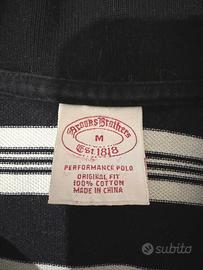 Brooks Brothers
M
Est. 1818
PERFORMANCE POLO
ORIGINAL FIT
100% COTTON
MADE IN CHINA
subito